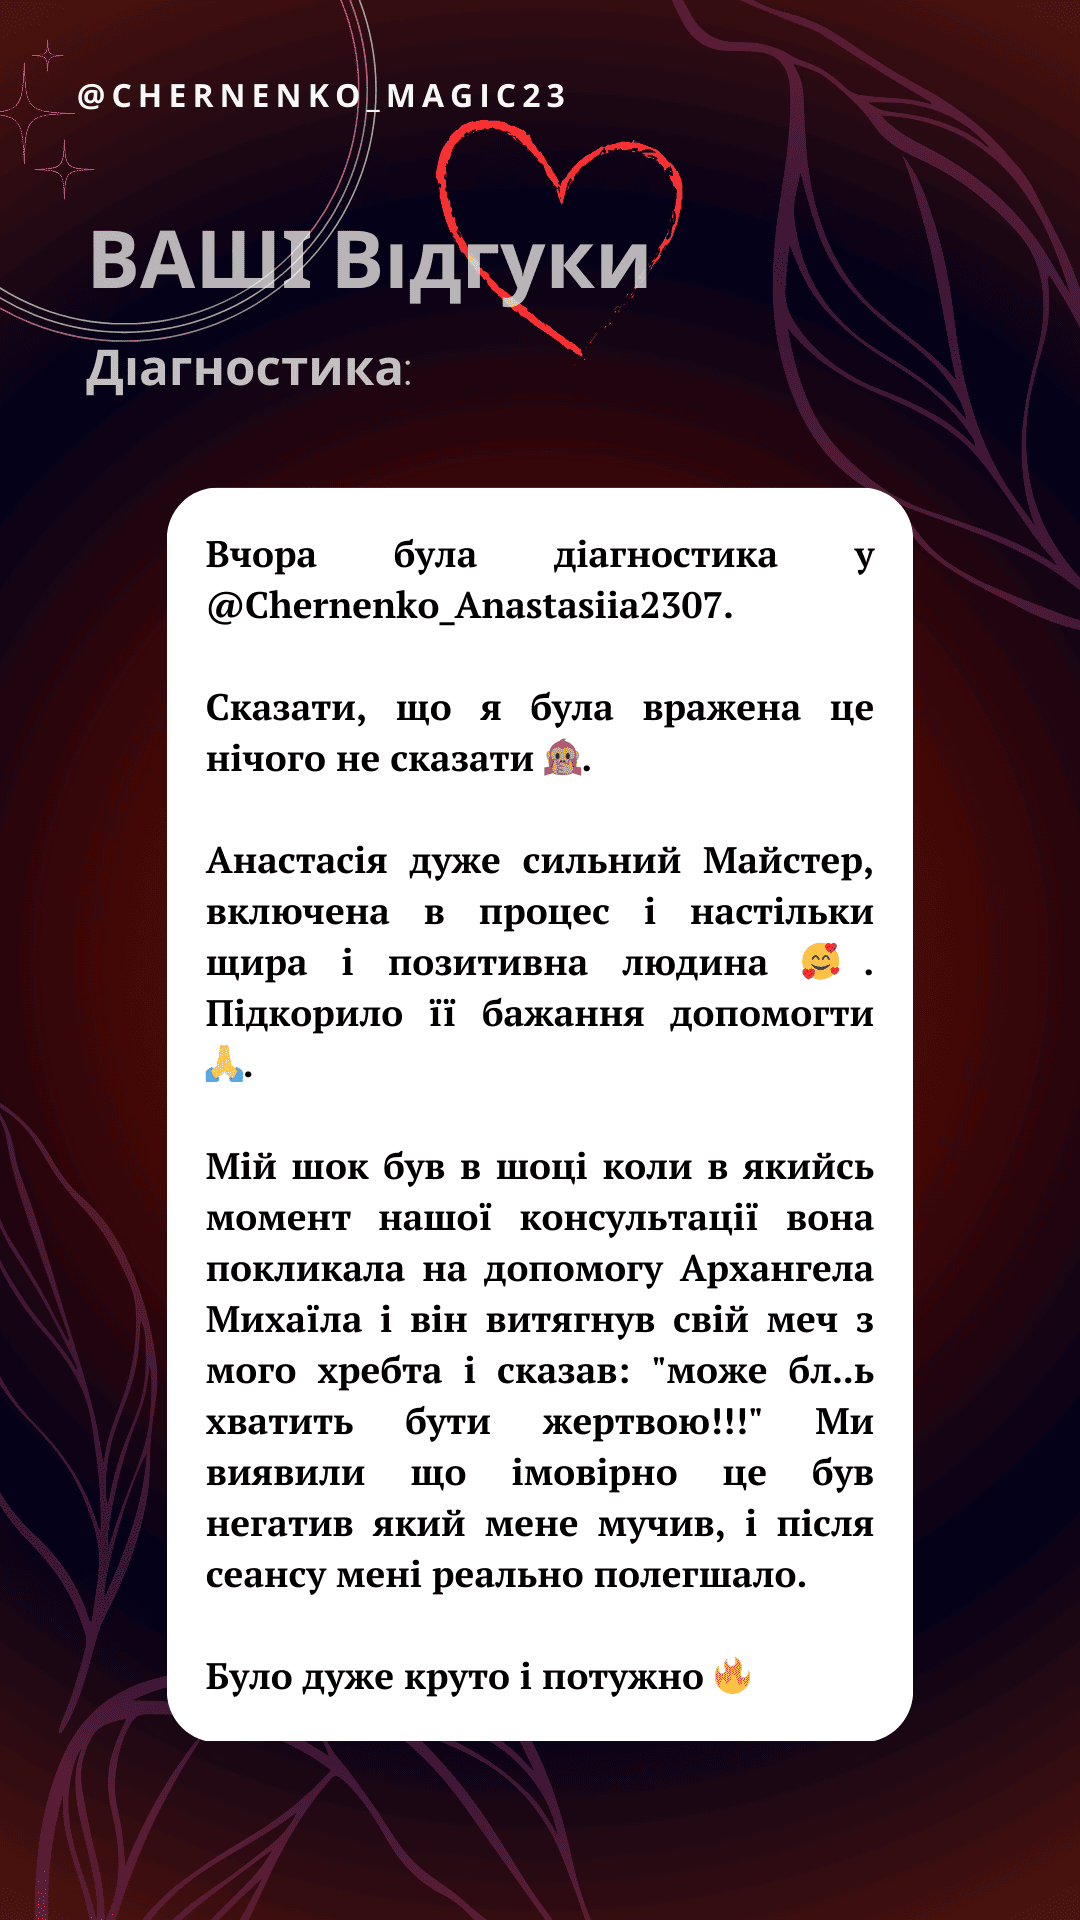 @CHERNENKO_MAGIC23
ВАШІ Відгуки
Діагностика:
Вчора була діагностика у
@Chernenko_Anastasiia2307.
Сказати, що я була вражена це
нічого не сказати 🙊.
Анастасія дуже сильний Майстер,
включена в процес і настільки
щира і позитивна людина 🥰 .
Підкорило її бажання допомогти
🙏.
Мій шок був в шоці коли в якийсь
момент нашої консультації вона
покликала на допомогу Архангела
Михаїла і він витягнув свій меч з
мого хребта і сказав: "може бл..ь
хватить бути жертвою!!!" Ми
виявили що імовірно це був
негатив який мене мучив, і після
сеансу мені реально полегшало.
Було дуже круто і потужно 🔥